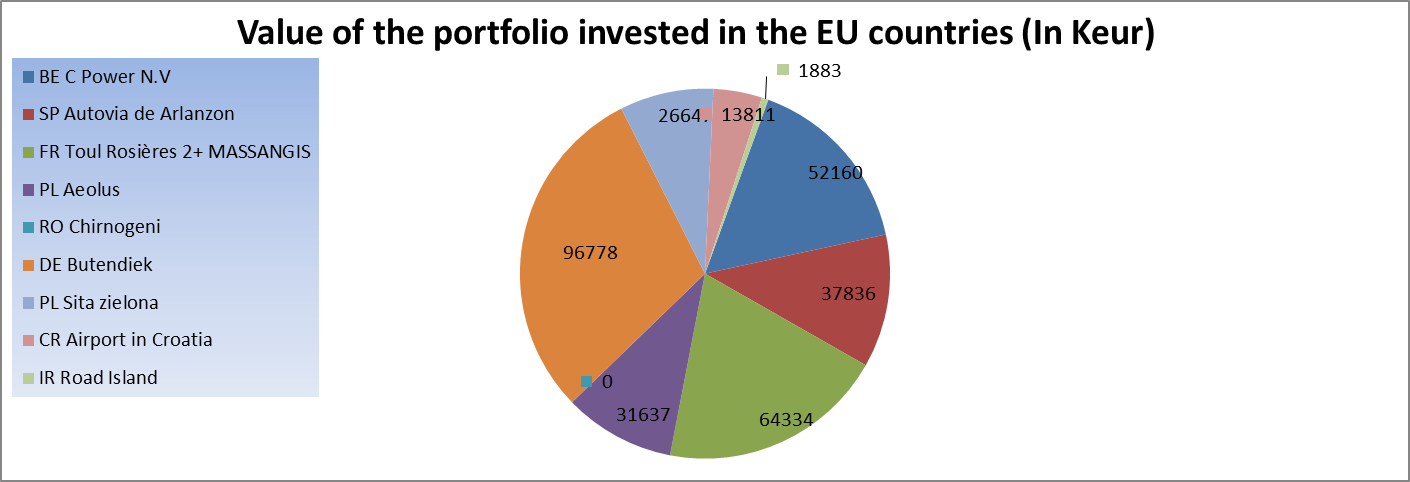 Value of the portfolio invested in the EU countries (In Keur)
BE C Power N.V
SP Autovia de Arlanzon
FR Toul Rosières 2+ MASSANGIS
PL Aeolus
RO Chirnogeni
DE Butendiek
PL Sita zielona
CR Airport in Croatia
IR Road Island
1883
13811
52160
96778
37836
0
31637
64334